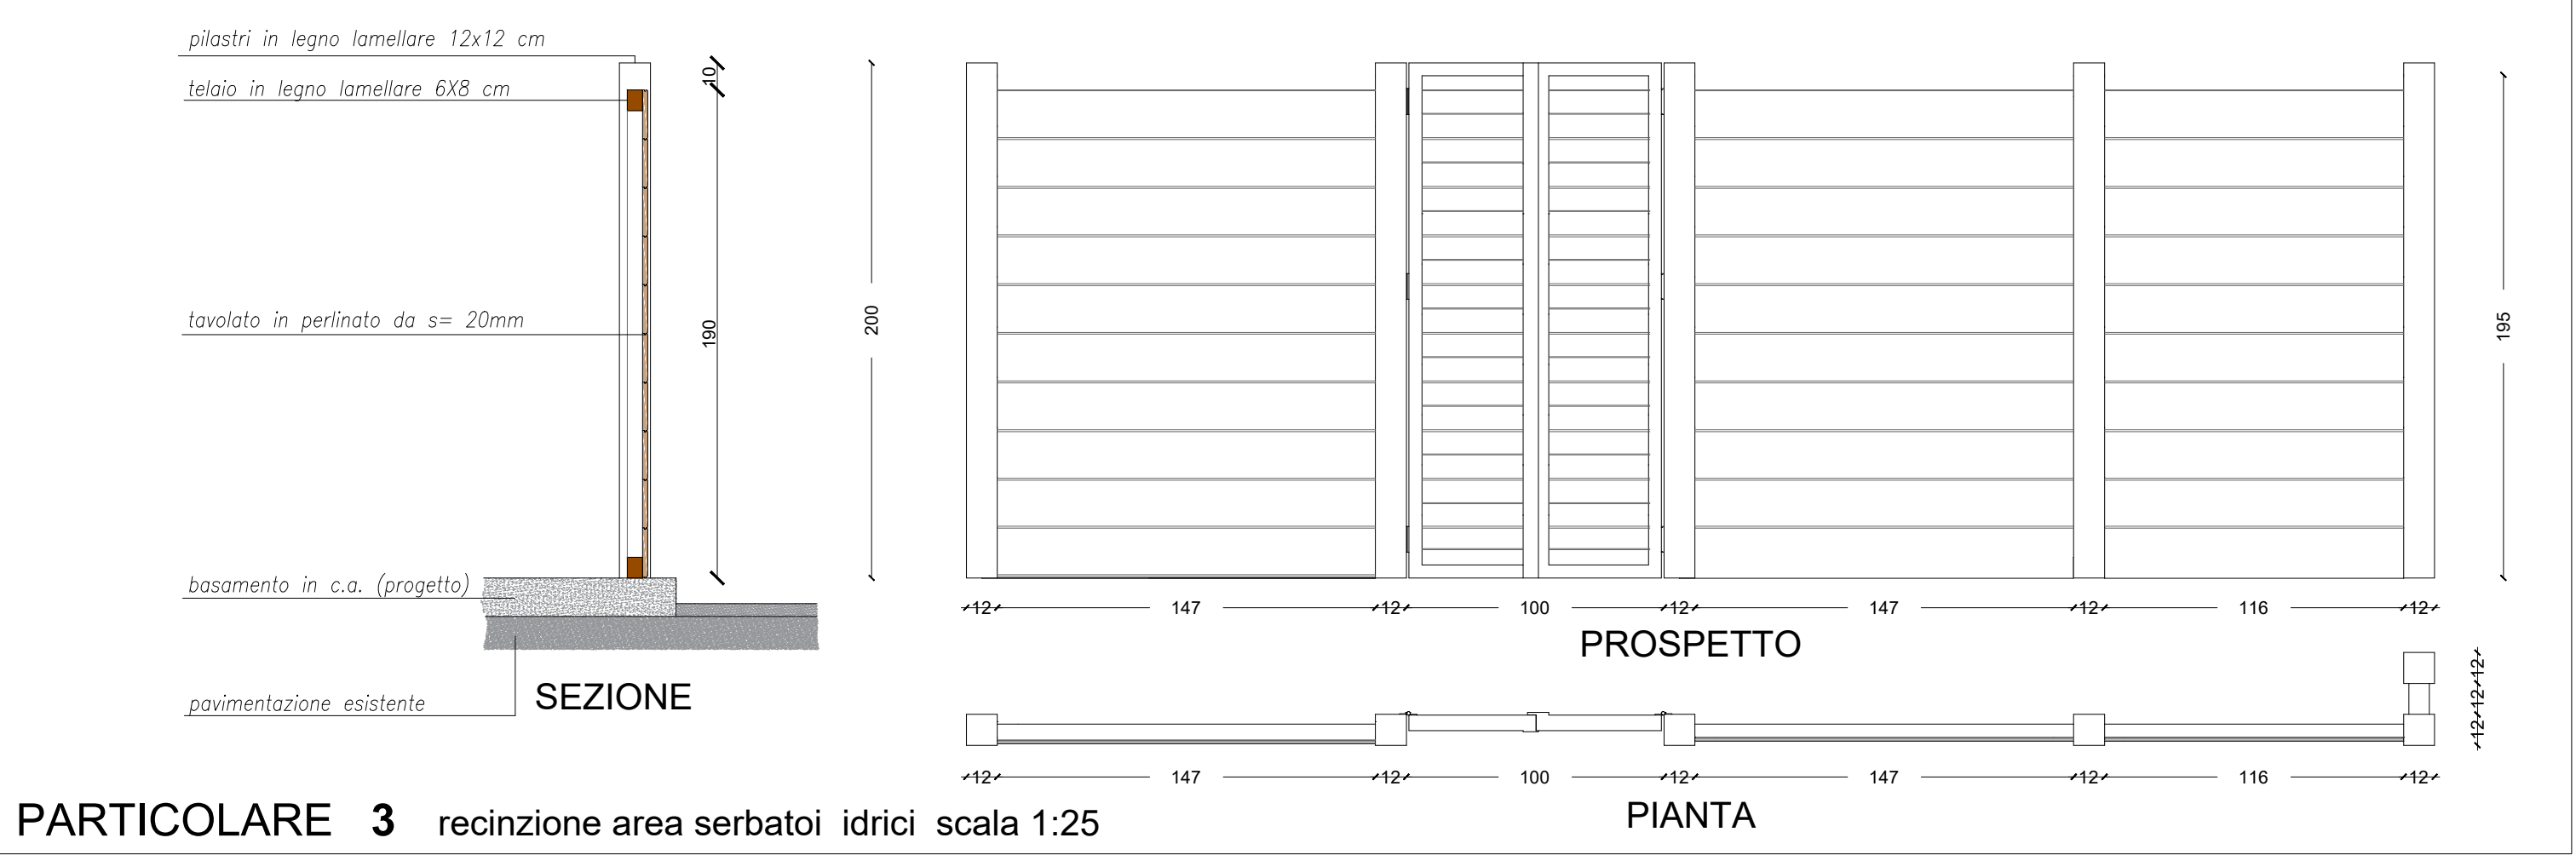 pilastri in legno lamellare 12x12 cm
telaio in legno lamellare 6X8 cm
tavolato in perlinato da s= 20mm
basamento in c.a. (progetto)
pavimentazione esistente
10
190
SEZIONE
200
195
12 147 12 100 12 147 12 116 12
PROSPETTO
12 12 12
12 147 12 100 12 147 12 116 12
PIANTA
PARTICOLARE 3 recinzione area serbatoi idrici scala 1:25